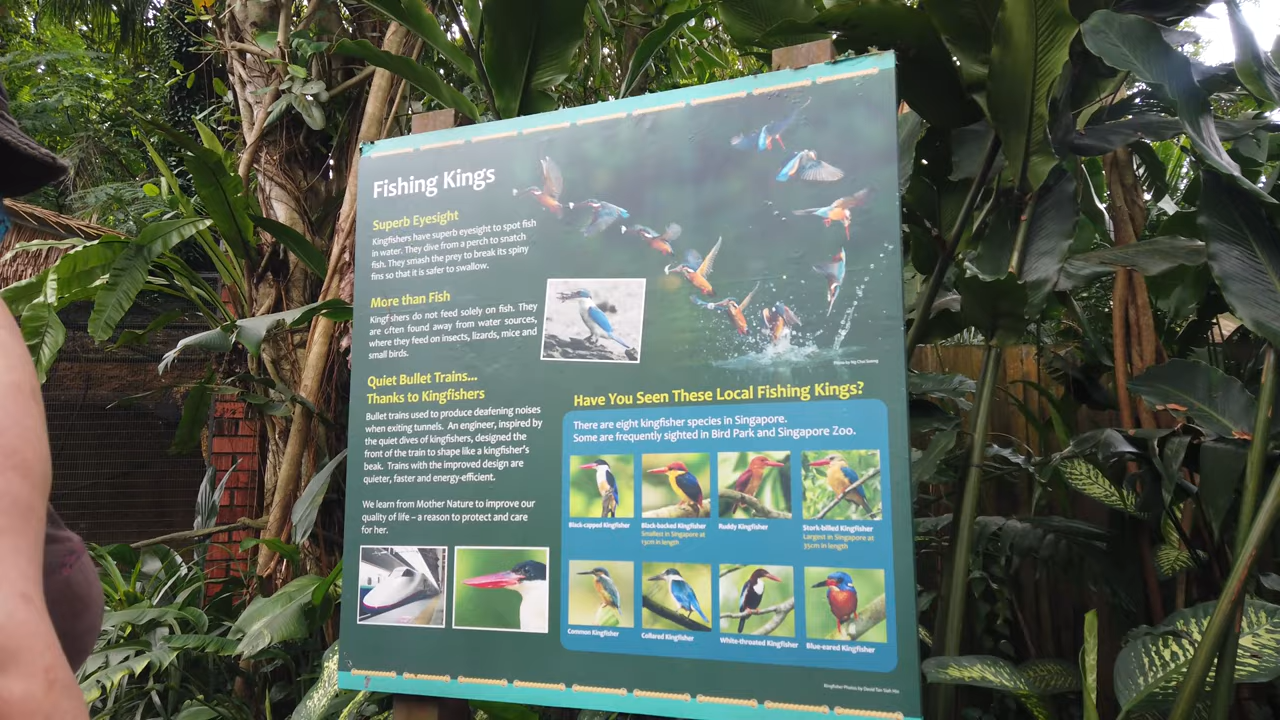 Fishing Kings
Superb Eyesight
Kingfishers have superb eyesight to spot fish
in water. They dive from a perch to snatch
fish. They smash the prey to break its spiny
fins so that it is safer to swallow.
More than Fish
Kingfishers do not feed solely on fish. They
are often found away from water sources,
where they feed on insects, lizards, mice and
small birds.
Quiet Bullet Trains...
Thanks to Kingfishers
Bullet trains used to produce deafening noises
when exiting tunnels. An engineer, inspired by
the quiet dives of kingfishers, designed the
front of the train to shape like a kingfisher's
beak. Trains with the improved design are
quieter, faster and energy-efficient.
We learn from Mother Nature to improve our
quality of life – a reason to protect and care
for her.
Have You Seen These Local Fishing Kings?
There are eight kingfisher species in Singapore.
Some are frequently sighted in Bird Park and Singapore Zoo.
Black-capped Kingfisher
Black-backed Kingfisher
Smallest in Singapore at
13cm in length
Ruddy Kingfisher
Stork-billed Kingfisher
Largest in Singapore at
35cm in length
Common Kingfisher
Collared Kingfisher
White-throated Kingfisher
Blue-eared Kingfisher